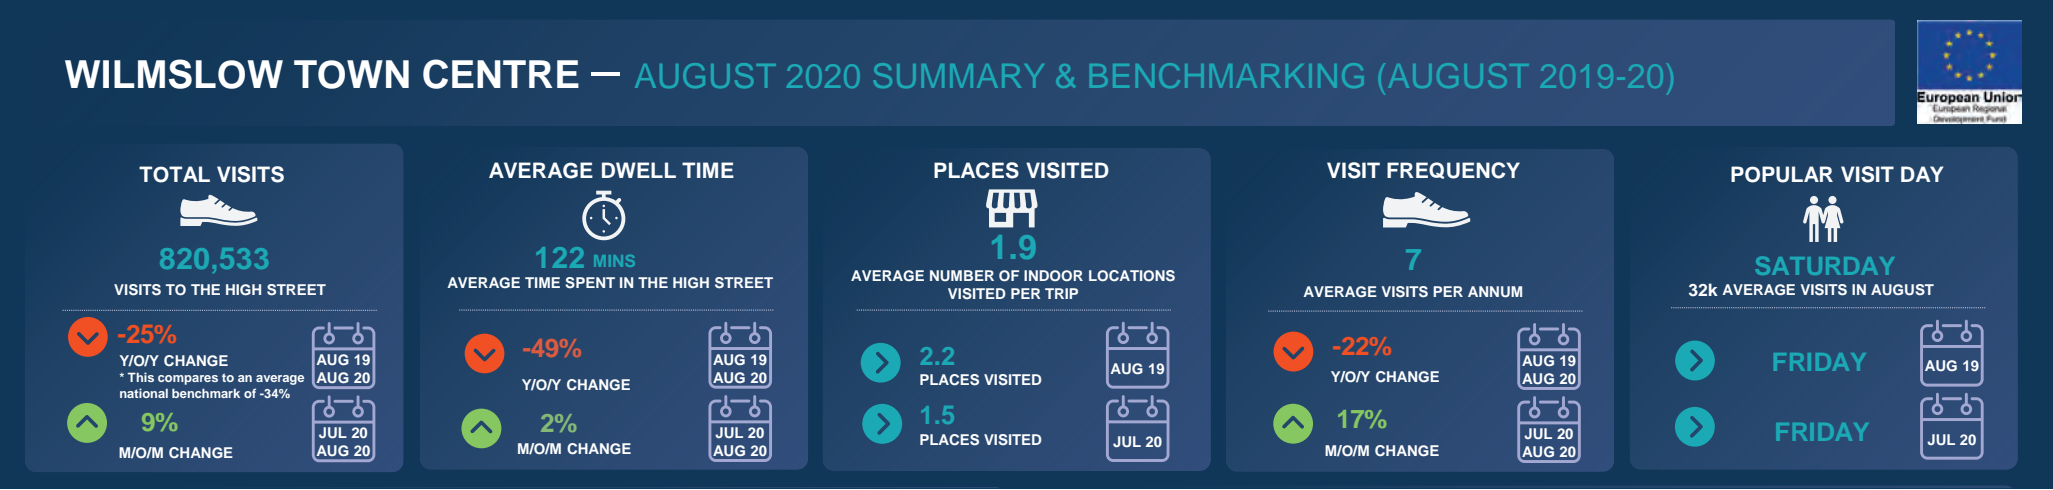 WILMSLOW TOWN CENTRE — AUGUST 2020 SUMMARY & BENCHMARKING (AUGUST 2019-20)
European Union
European Regional
Development Fund
TOTAL VISITS
820,533
VISITS TO THE HIGH STREET
-25%
Y/O/Y CHANGE
* This compares to an average
national benchmark of -34%
AUG 19
AUG 20
9%
M/O/M CHANGE
JUL 20
AUG 20
AVERAGE DWELL TIME
122 MINS
AVERAGE TIME SPENT IN THE HIGH STREET
-49%
Y/O/Y CHANGE
AUG 19
AUG 20
2%
M/O/M CHANGE
JUL 20
AUG 20
PLACES VISITED
1.9
AVERAGE NUMBER OF INDOOR LOCATIONS
VISITED PER TRIP
2.2
PLACES VISITED
AUG 19
1.5
PLACES VISITED
JUL 20
VISIT FREQUENCY
7
AVERAGE VISITS PER ANNUM
-22%
Y/O/Y CHANGE
AUG 19
AUG 20
17%
M/O/M CHANGE
JUL 20
AUG 20
POPULAR VISIT DAY
SATURDAY
32k AVERAGE VISITS IN AUGUST
FRIDAY
AUG 19
FRIDAY
JUL 20